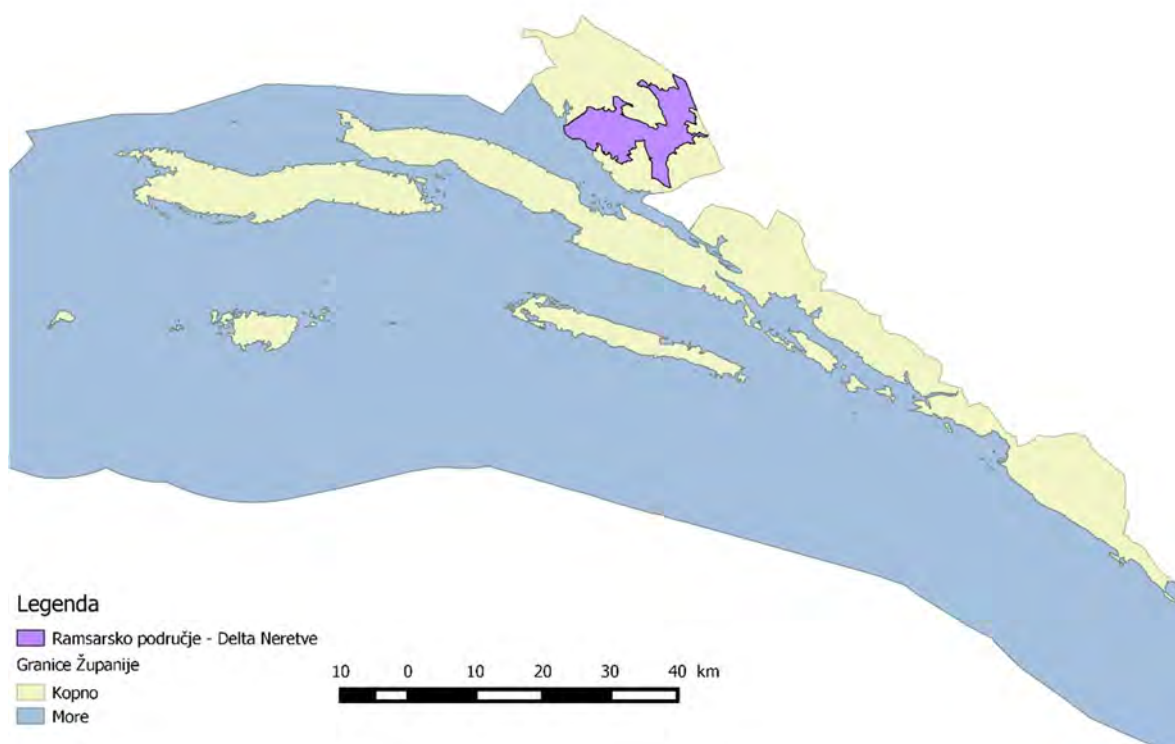 Legenda
Ramsarsko područje - Delta Neretve
Granice Županije
Kopno
More
10 0 10 20 30 40 km